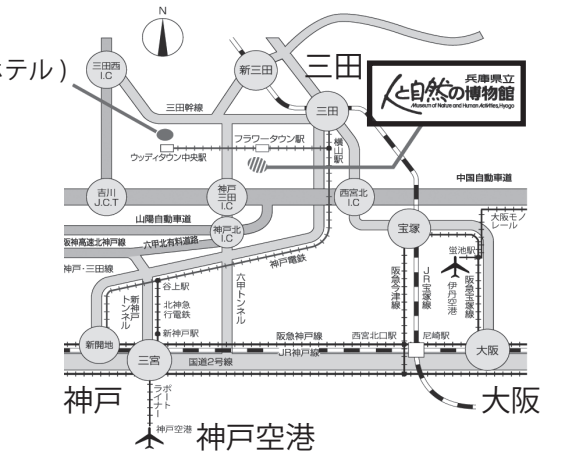 N
ホテル)
三田西
I.C
新三田
三田
兵庫県立
人と自然の博物館
Museum of Nature and Human Activities, Hyogo
三田幹線
三田
フラワータウン駅
横山駅
ウッディタウン中央駅
中国自動車道
吉川
J.C.T
神戸
三田
I.C
西宮北
I.C
山陽自動車道
神戸北
I.C
宝塚
大阪モノ
レール
阪神高速北神戸線
六甲北有料道路
蛍池駅
神戸・三田線
神戸電鉄
谷上駅
六甲トンネル
阪急今津線
JR宝塚線
伊丹空港
阪急宝塚線
新神戸
トンネル
北神急
行電鉄
新神戸駅
新開地
三宮
阪急神戸線
西宮北口駅
尼崎駅
大阪
JR神戸線
国道2号線
神戸
ポート
ライナー
大阪
神戸空港
神戸空港